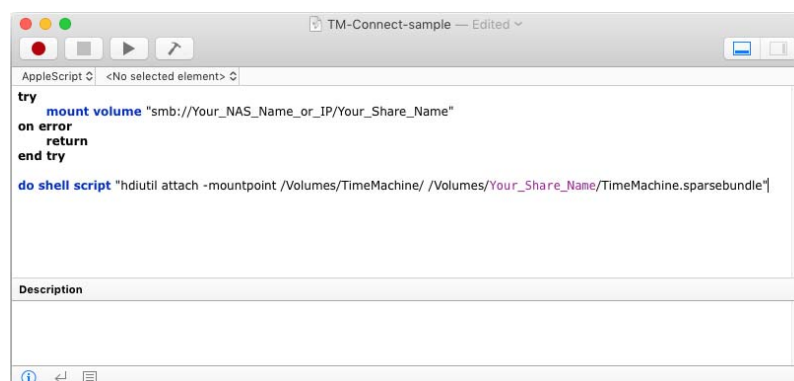 TM-Connect-sample — Edited
AppleScript <No selected element>
try
mount volume "smb://Your_NAS_Name_or_IP/Your_Share_Name"
on error
return
end try
do shell script "hdiutil attach -mountpoint /Volumes/TimeMachine/ /Volumes/Your_Share_Name/TimeMachine.sparsebundle"
Description